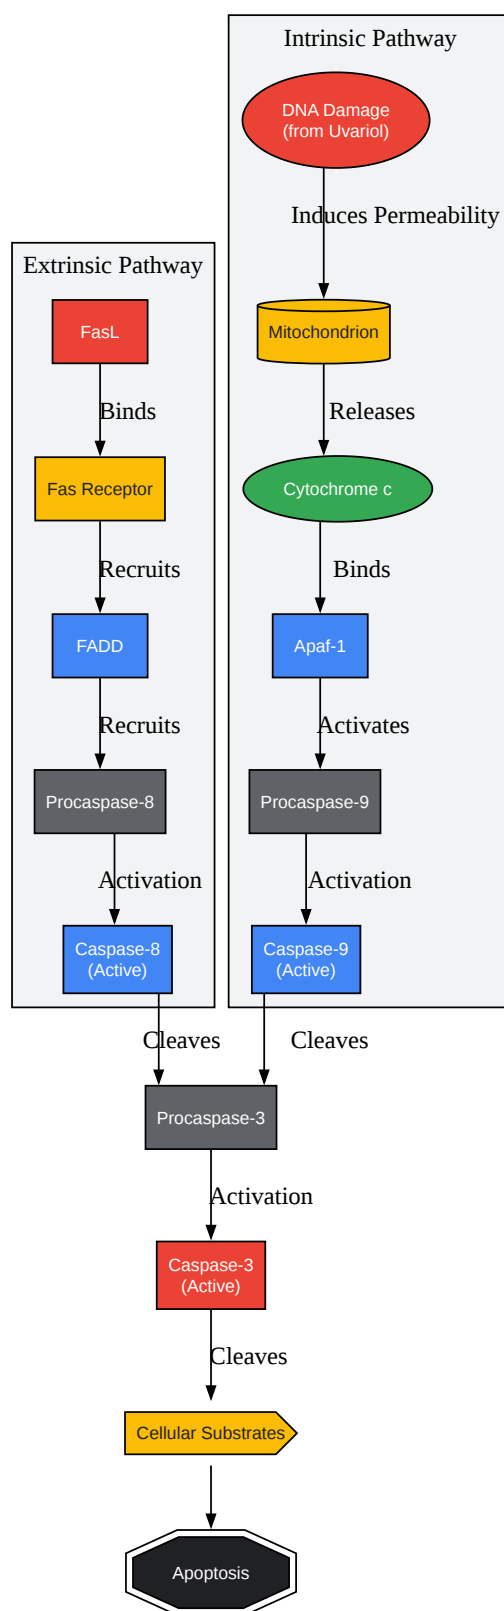 Intrinsic Pathway
DNA Damage
(from Uvariol)
Induces Permeability
Mitochondrion
Releases
Cytochrome c
Binds
Apaf-1
Activates
Procaspase-9
Activation
Caspase-9
(Active)
Cleaves
Extrinsic Pathway
FasL
Binds
Fas Receptor
Recruits
FADD
Recruits
Procaspase-8
Activation
Caspase-8
(Active)
Cleaves
Procaspase-3
Activation
Caspase-3
(Active)
Cleaves
Cellular Substrates
Apoptosis